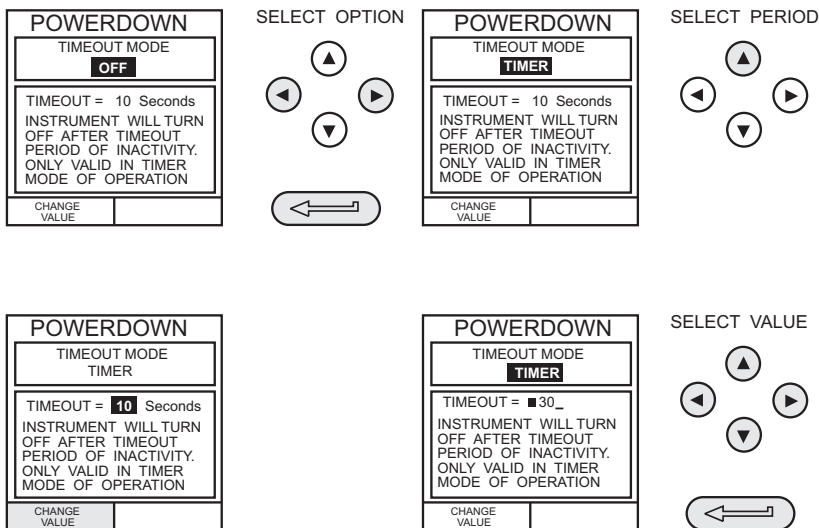 POWERDOWN
TIMEOUT MODE
OFF
TIMEOUT = 10 Seconds
INSTRUMENT WILL TURN
OFF AFTER TIMEOUT
PERIOD OF INACTIVITY.
ONLY VALID IN TIMER
MODE OF OPERATION
CHANGE
VALUE
SELECT OPTION
POWERDOWN
TIMEOUT MODE
TIMER
TIMEOUT = 10 Seconds
INSTRUMENT WILL TURN
OFF AFTER TIMEOUT
PERIOD OF INACTIVITY.
ONLY VALID IN TIMER
MODE OF OPERATION
CHANGE
VALUE
SELECT PERIOD
POWERDOWN
TIMEOUT MODE
TIMER
TIMEOUT = 10 Seconds
INSTRUMENT WILL TURN
OFF AFTER TIMEOUT
PERIOD OF INACTIVITY.
ONLY VALID IN TIMER
MODE OF OPERATION
CHANGE
VALUE
POWERDOWN
TIMEOUT MODE
TIMER
TIMEOUT = ■30_
INSTRUMENT WILL TURN
OFF AFTER TIMEOUT
PERIOD OF INACTIVITY.
ONLY VALID IN TIMER
MODE OF OPERATION
CHANGE
VALUE
SELECT VALUE